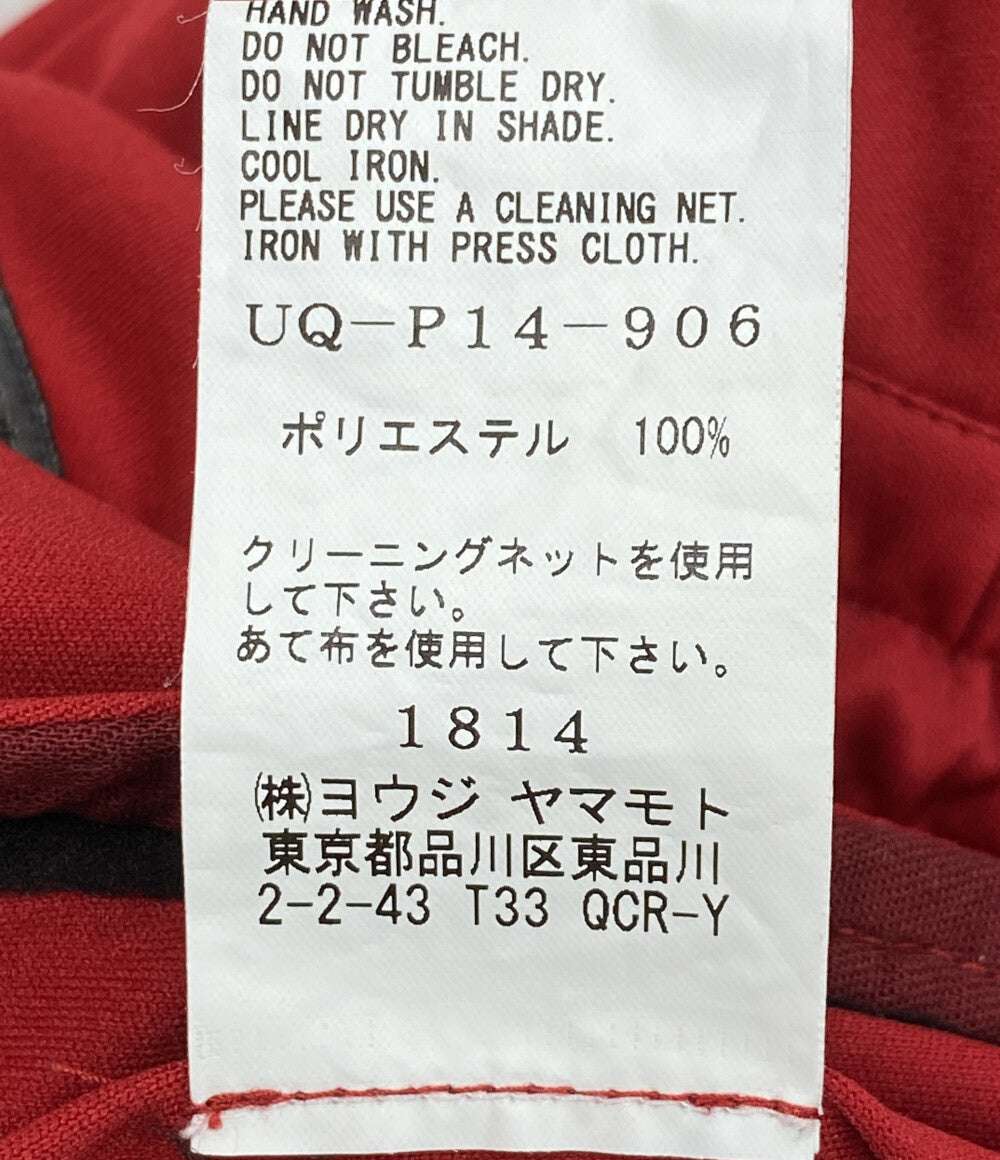 HAND WASH.
DO NOT BLEACH.
DO NOT TUMBLE DRY.
LINE DRY IN SHADE.
COOL IRON.
PLEASE USE A CLEANING NET.
IRON WITH PRESS CLOTH.
UQ-P14-906
ポリエステル 100%
クリーニングネットを使用
して下さい。
あて布を使用して下さい。
1814
㈱ヨウジ ヤマモト
東京都品川区東品川
2-2-43 T33 QCR-Y